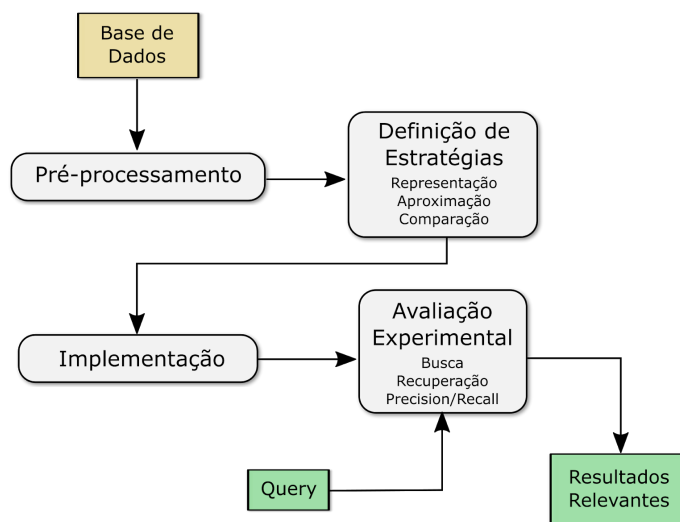 Base de
Dados
Pré-processamento
Definição de
Estratégias
Representação
Aproximação
Comparação
Implementação
Avaliação
Experimental
Busca
Recuperação
Precision/Recall
Query
Resultados
Relevantes